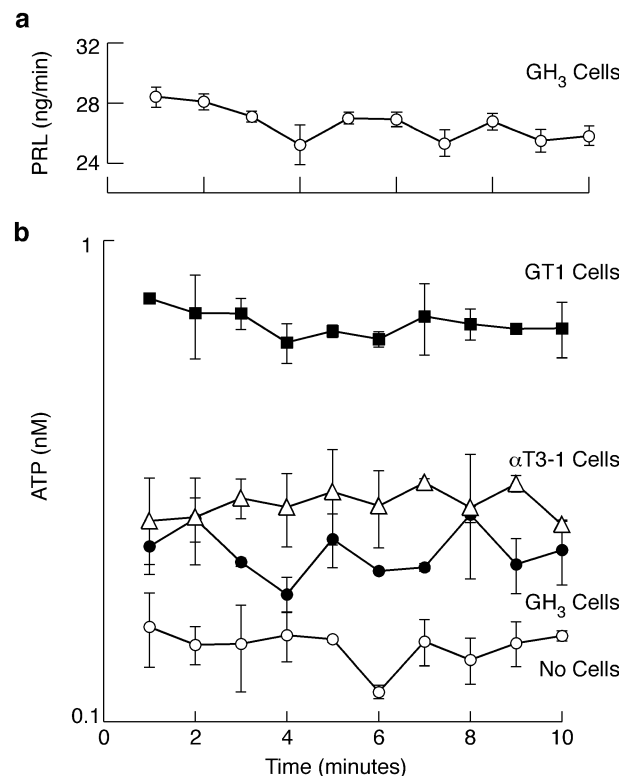 a
32
28
24
PRL (ng/min)
GH₃ Cells
b
1
0.1
ATP (nM)
GT1 Cells
αT3-1 Cells
GH₃ Cells
No Cells
0 2 4 6 8 10
Time (minutes)